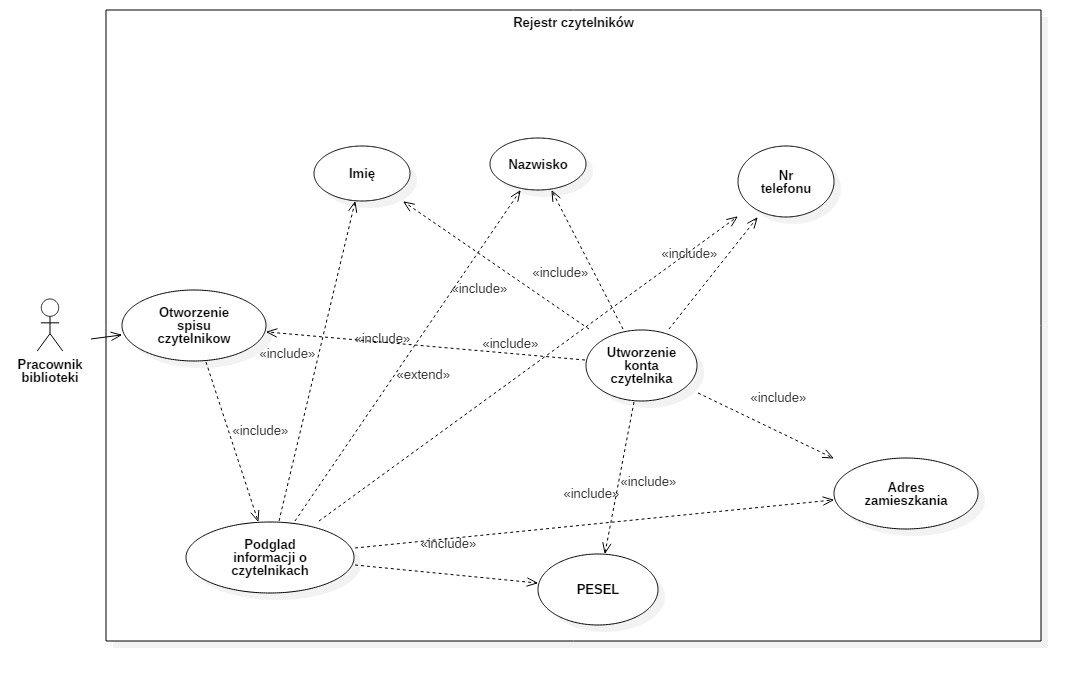 Rejestr czytelników
Imię
Nazwisko
Nr
telefonu
«include»
«include»
«include»
Otworzenie
spisu
czytelnikow
Pracownik
biblioteki
«include»
«include»
«include»
Utworzenie
konta
czytelnika
«extend»
«include»
«include»
«include»
«include»
Adres
zamieszkania
Podglad
informacji o
czytelnikach
«include»
PESEL